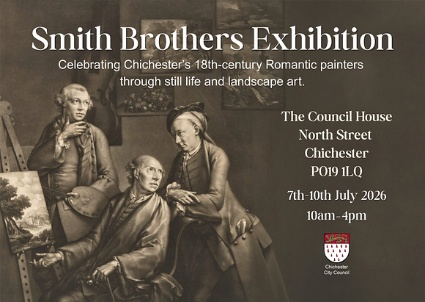 Smith Brothers Exhibition
Celebrating Chichester's 18th-century Romantic painters
through still life and landscape art.
The Council House
North Street
Chichester
PO19 1LQ
7th-10th July 2026
10am-4pm
Chichester
City Council